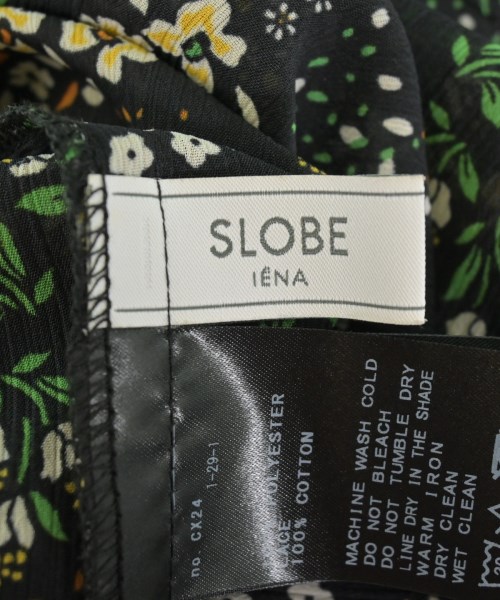 SLOBE
IÉNA
no. CX24 1-29-1
POLYESTER
LACE
100% COTTON
MACHINE WASH COLD
DO NOT BLEACH
DO NOT TUMBLE DRY
LINE DRY IN THE SHADE
WARM IRON
DRY CLEAN
WET CLEAN
30